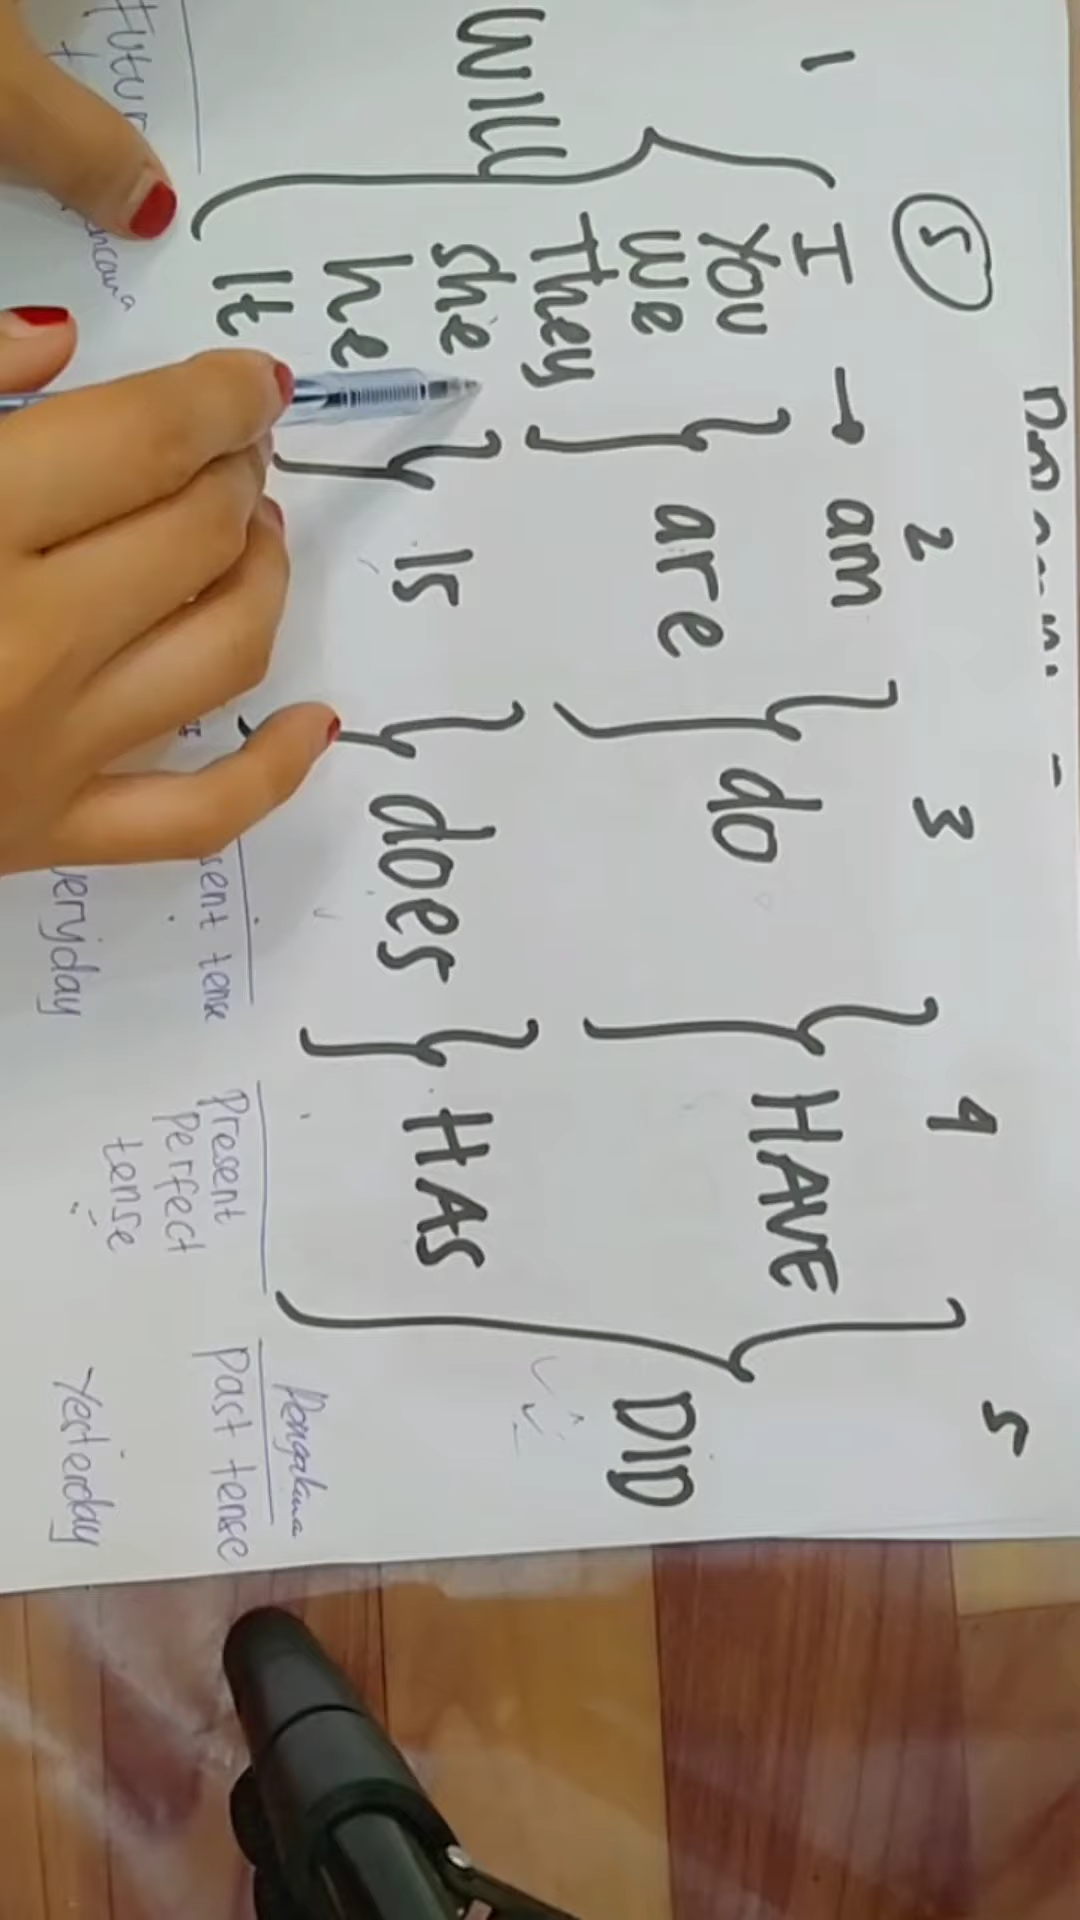 1 2 3 4 5
5
I → am
You
We
They
are
do
HAVE
WILL
she
he
It
Is
does
HAS
DID
tense
everyday
Present
perfect
tense
past tense
Yesterday